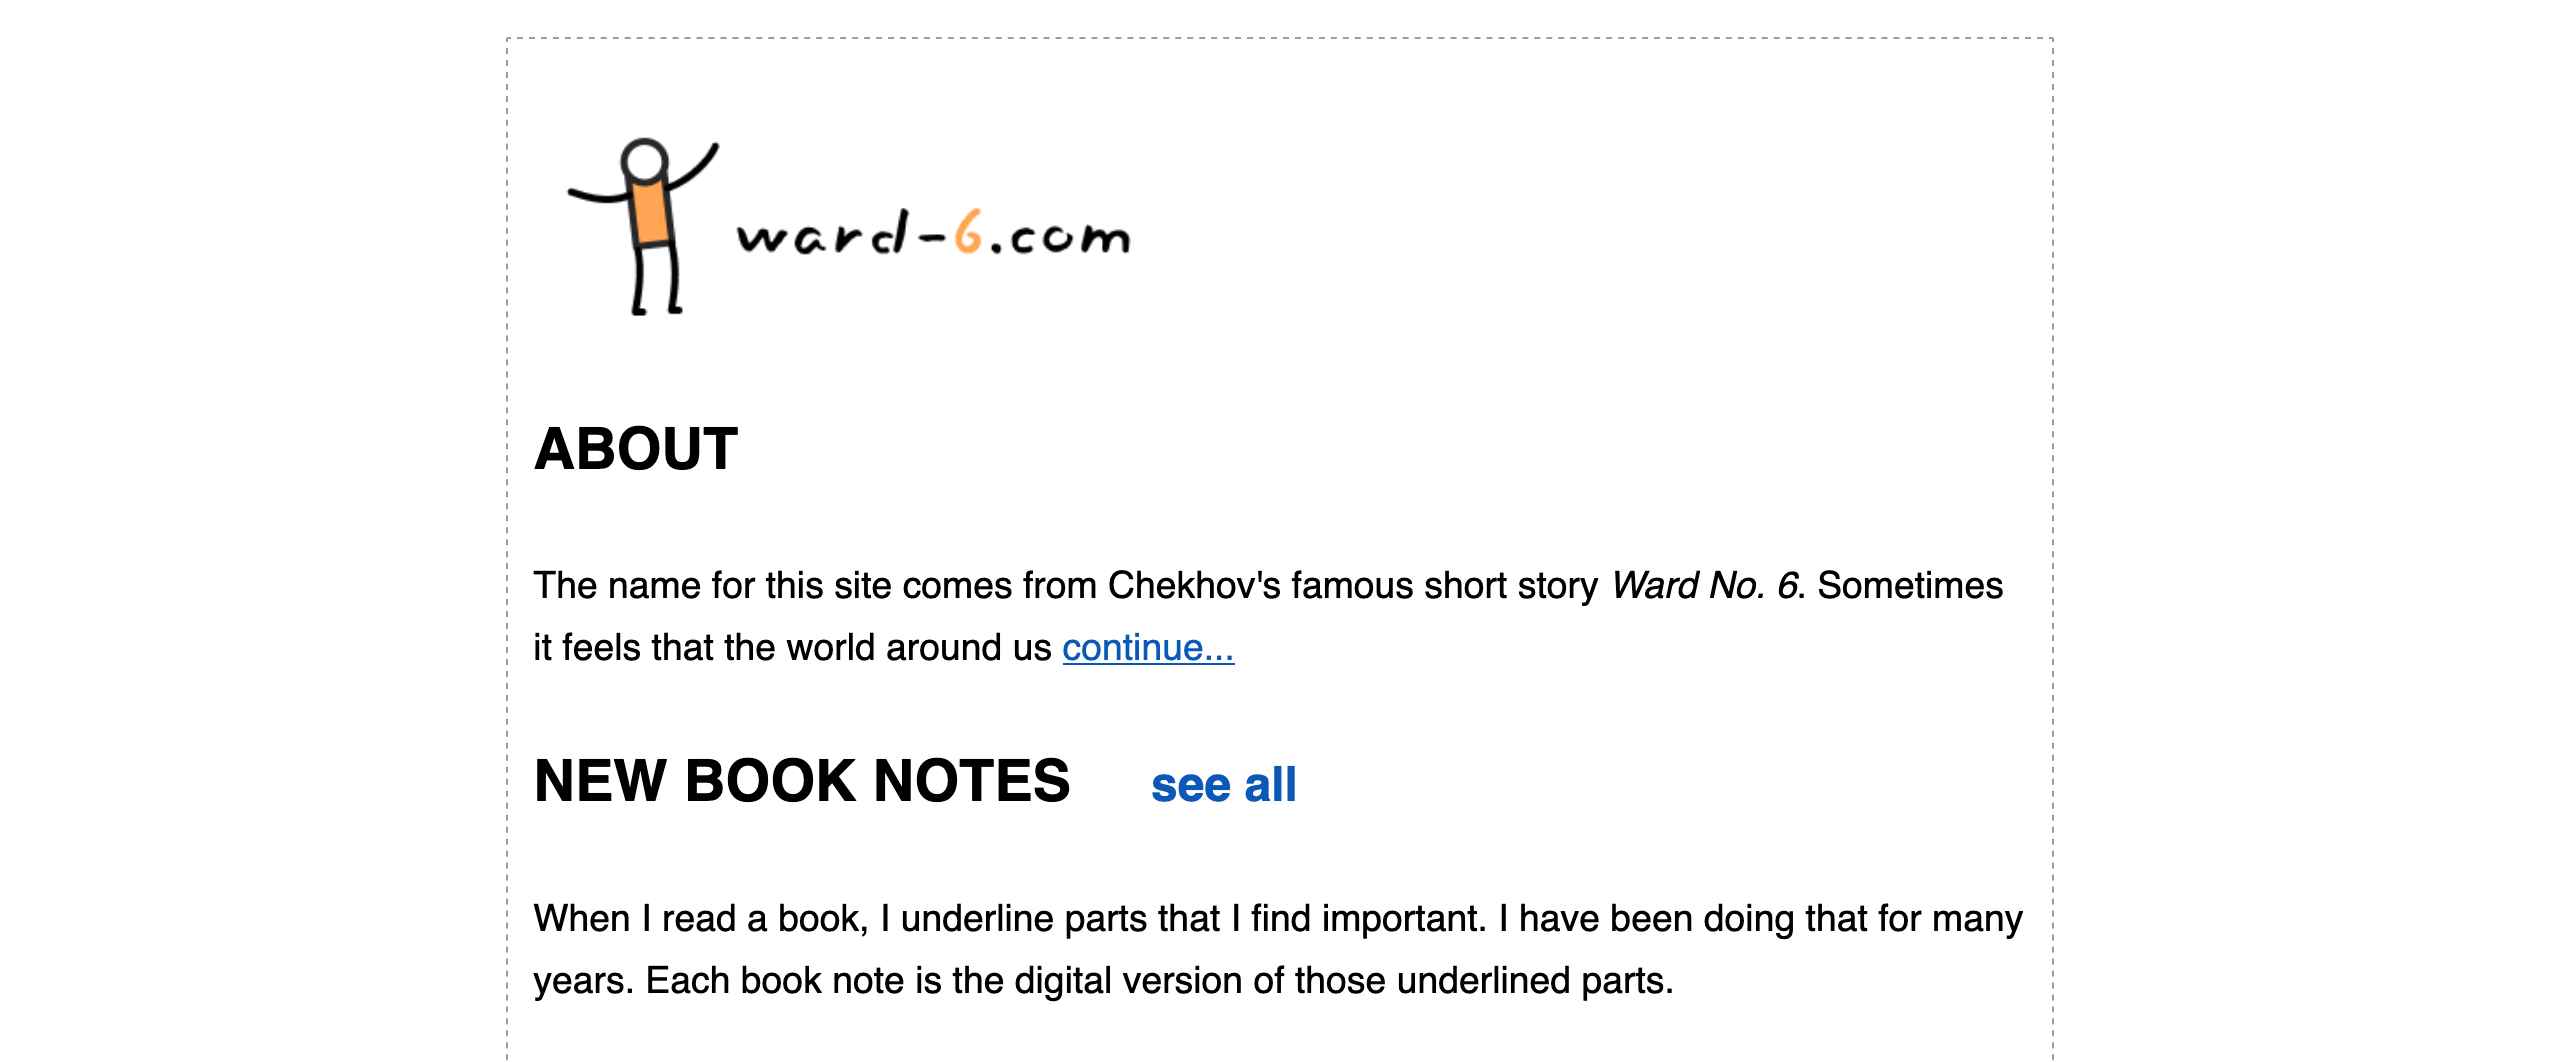 ward-6.com
ABOUT
The name for this site comes from Chekhov's famous short story Ward No. 6. Sometimes
it feels that the world around us continue...
NEW BOOK NOTES see all
When I read a book, I underline parts that I find important. I have been doing that for many
years. Each book note is the digital version of those underlined parts.